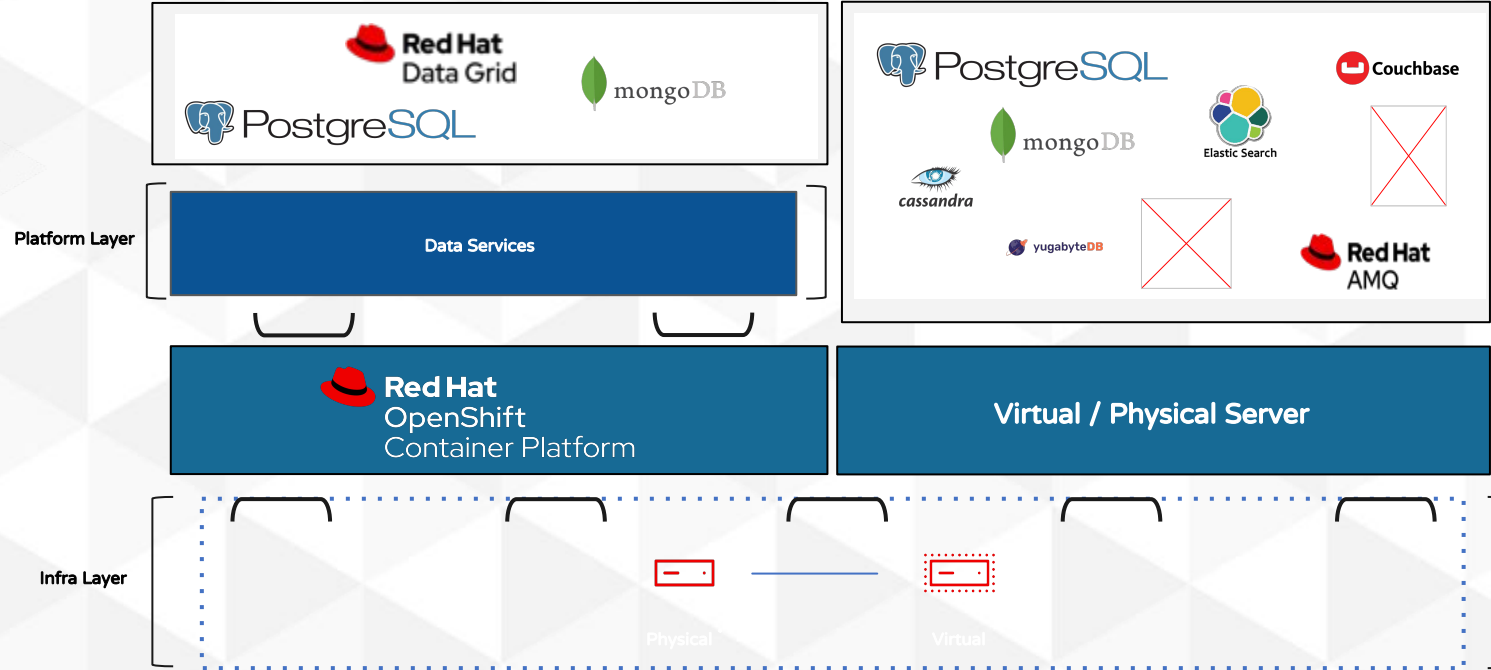 Red Hat
Data Grid
mongoDB
PostgreSQL
PostgreSQL
Couchbase
mongoDB
Elastic Search
cassandra
yugabyteDB
Red Hat
AMQ
Platform Layer
Data Services
Red Hat
OpenShift
Container Platform
Virtual / Physical Server
Infra Layer
Physical
Virtual